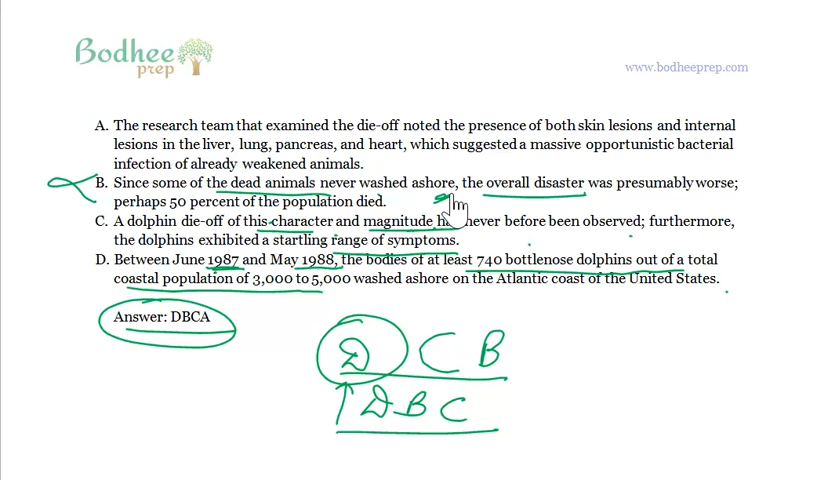 Bodhee
prep
www.bodheeprep.com
A. The research team that examined the die-off noted the presence of both skin lesions and internal
lesions in the liver, lung, pancreas, and heart, which suggested a massive opportunistic bacterial
infection of already weakened animals.
B. Since some of the dead animals never washed ashore, the overall disaster was presumably worse;
perhaps 50 percent of the population died.
C. A dolphin die-off of this character and magnitude never before been observed; furthermore,
the dolphins exhibited a startling range of symptoms.
D. Between June 1987 and May 1988, the bodies of at least 740 bottlenose dolphins out of a total
coastal population of 3,000 to 5,000 washed ashore on the Atlantic coast of the United States.
Answer: DBCA
D C B
D B C